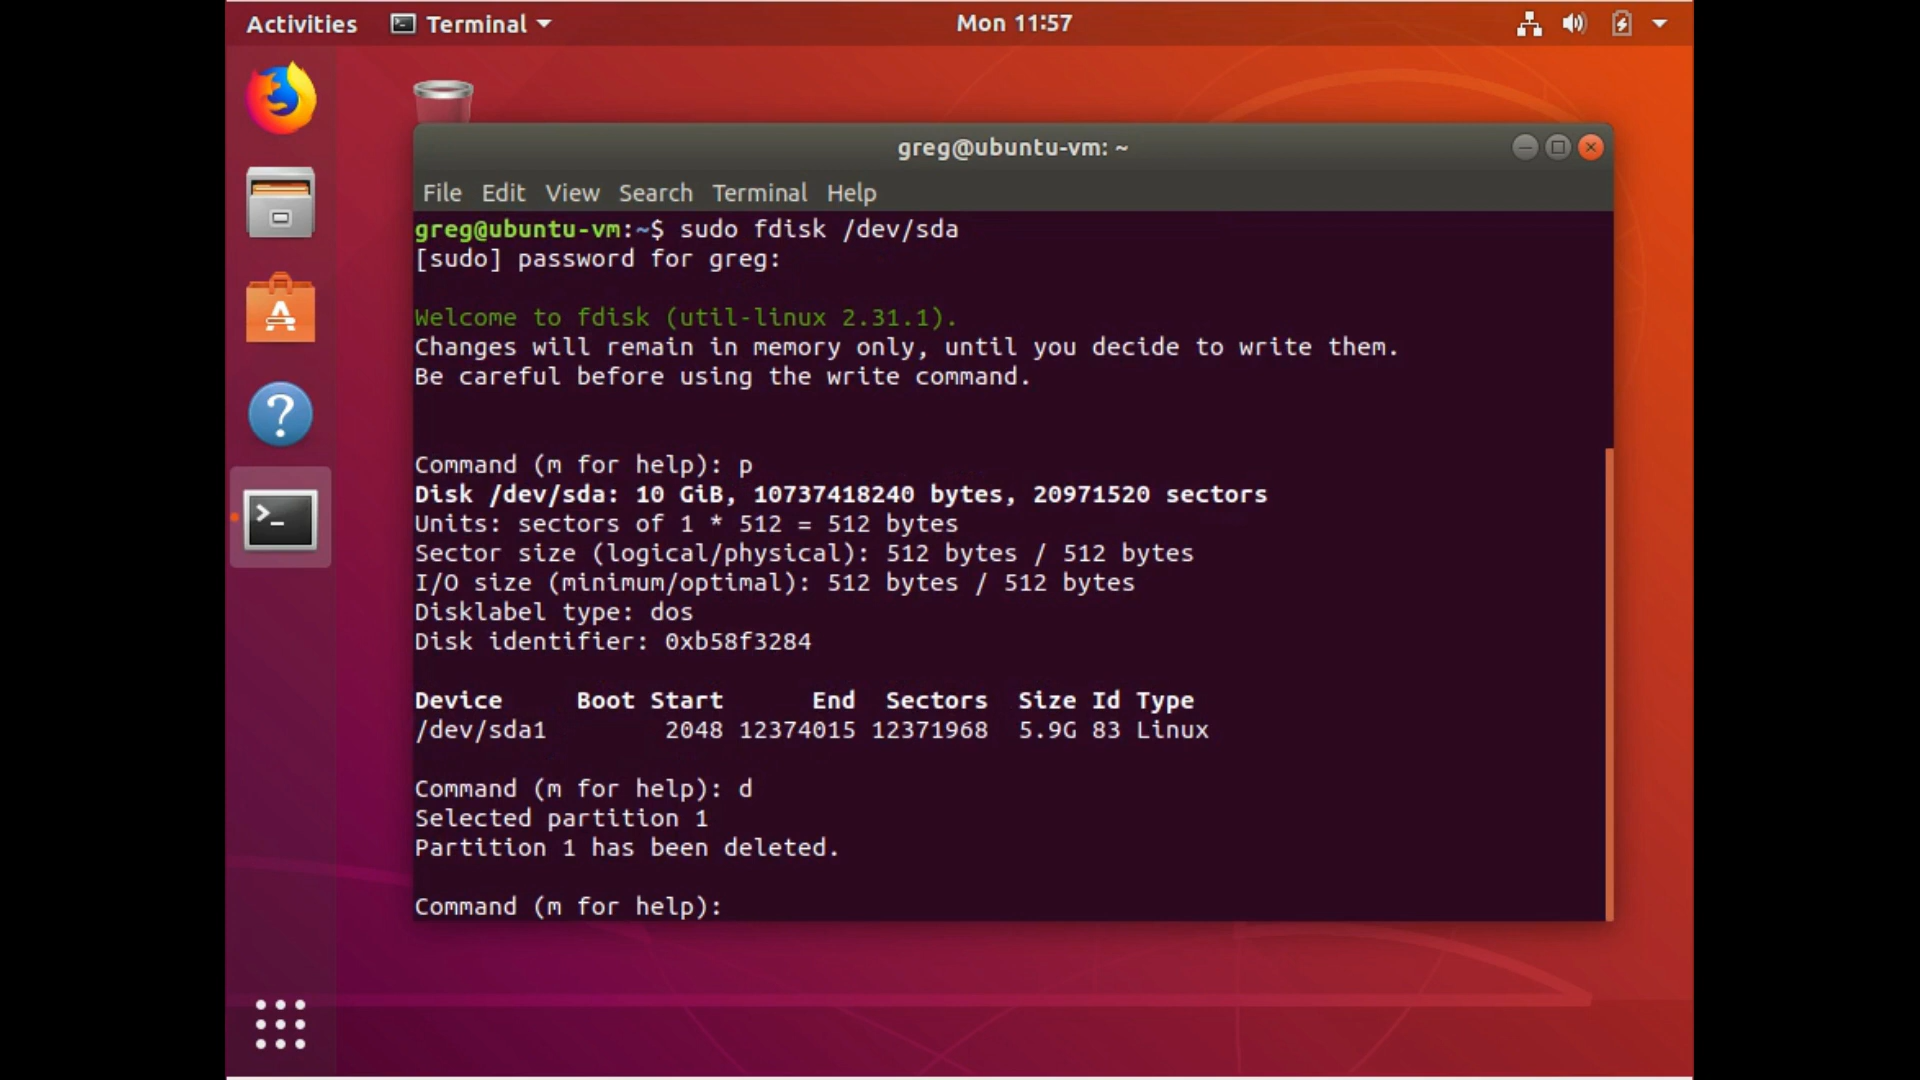 Activities Terminal Mon 11:57
greg@ubuntu-vm: ~
File Edit View Search Terminal Help
greg@ubuntu-vm:~$ sudo fdisk /dev/sda
[sudo] password for greg:
Welcome to fdisk (util-linux 2.31.1).
Changes will remain in memory only, until you decide to write them.
Be careful before using the write command.
Command (m for help): p
Disk /dev/sda: 10 GiB, 10737418240 bytes, 20971520 sectors
Units: sectors of 1 * 512 = 512 bytes
Sector size (logical/physical): 512 bytes / 512 bytes
I/O size (minimum/optimal): 512 bytes / 512 bytes
Disklabel type: dos
Disk identifier: 0xb58f3284
Device Boot Start End Sectors Size Id Type
/dev/sda1 2048 12374015 12371968 5.9G 83 Linux
Command (m for help): d
Selected partition 1
Partition 1 has been deleted.
Command (m for help):